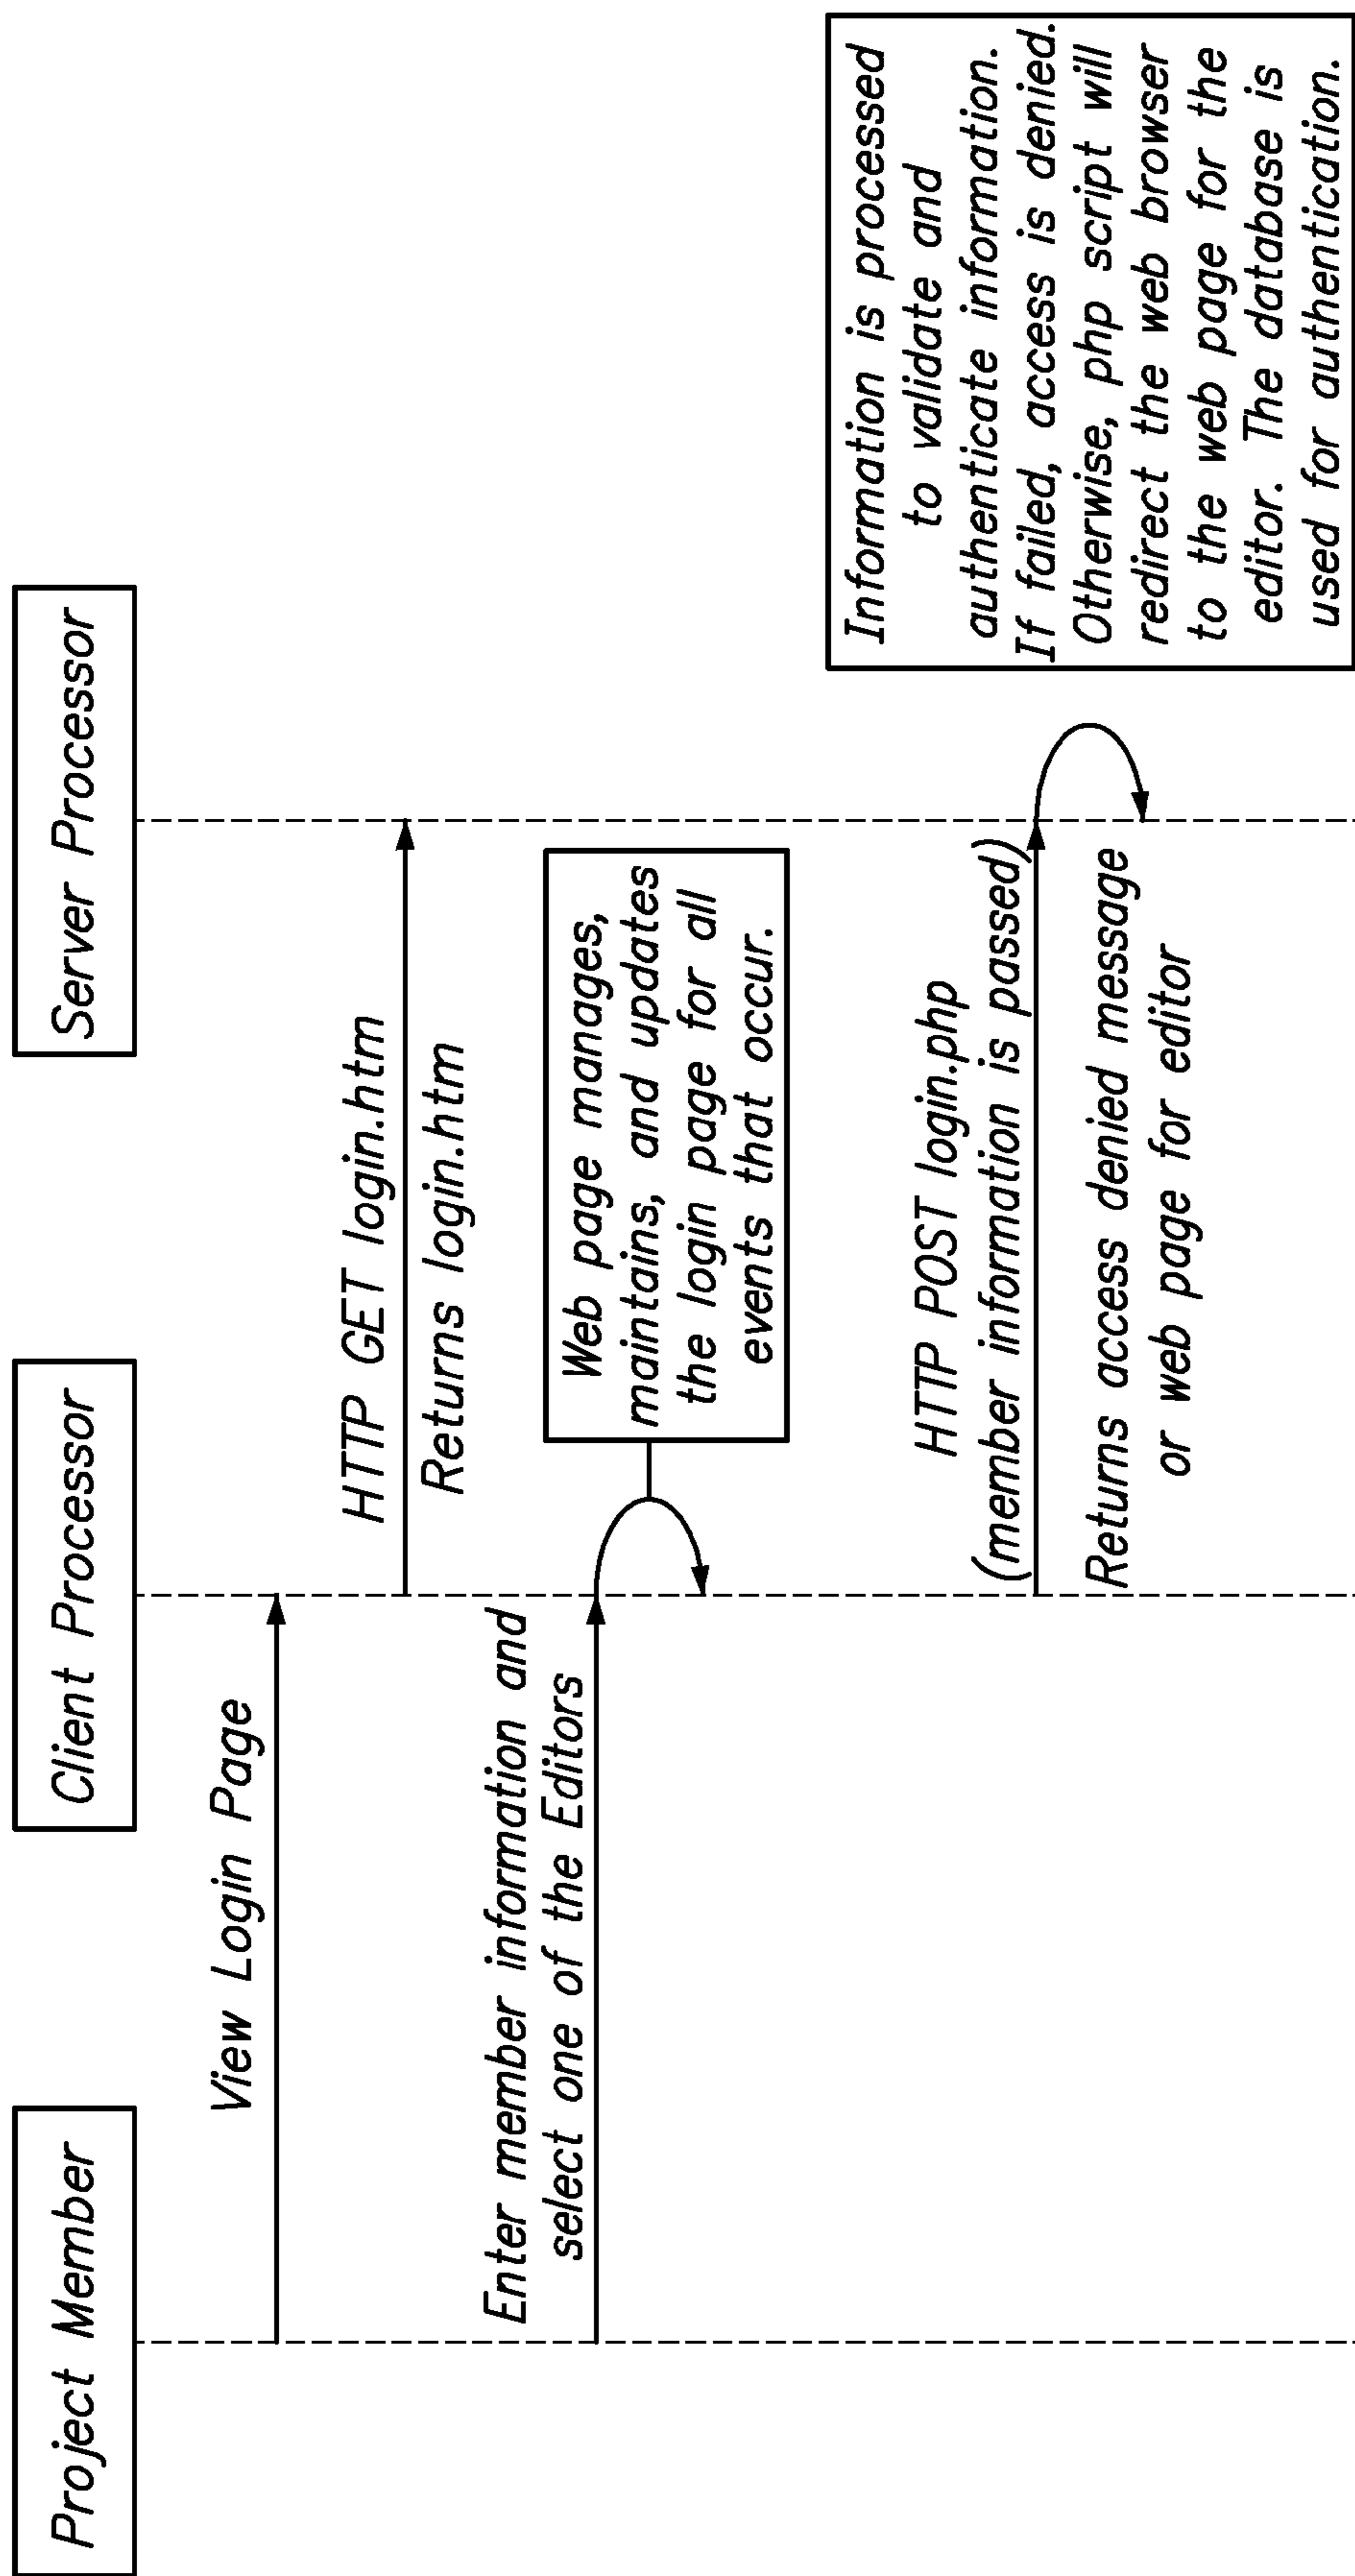 Project Member
Client Processor
Server Processor
View Login Page
HTTP GET login.htm
Returns login.htm
Enter member information and
select one of the Editors
Web page manages,
maintains, and updates
the login page for all
events that occur.
HTTP POST login.php
(member information is passed)
Returns access denied message
or web page for editor
Information is processed
to validate and
authenticate information.
If failed, access is denied.
Otherwise, php script will
redirect the web browser
to the web page for the
editor. The database is
used for authentication.